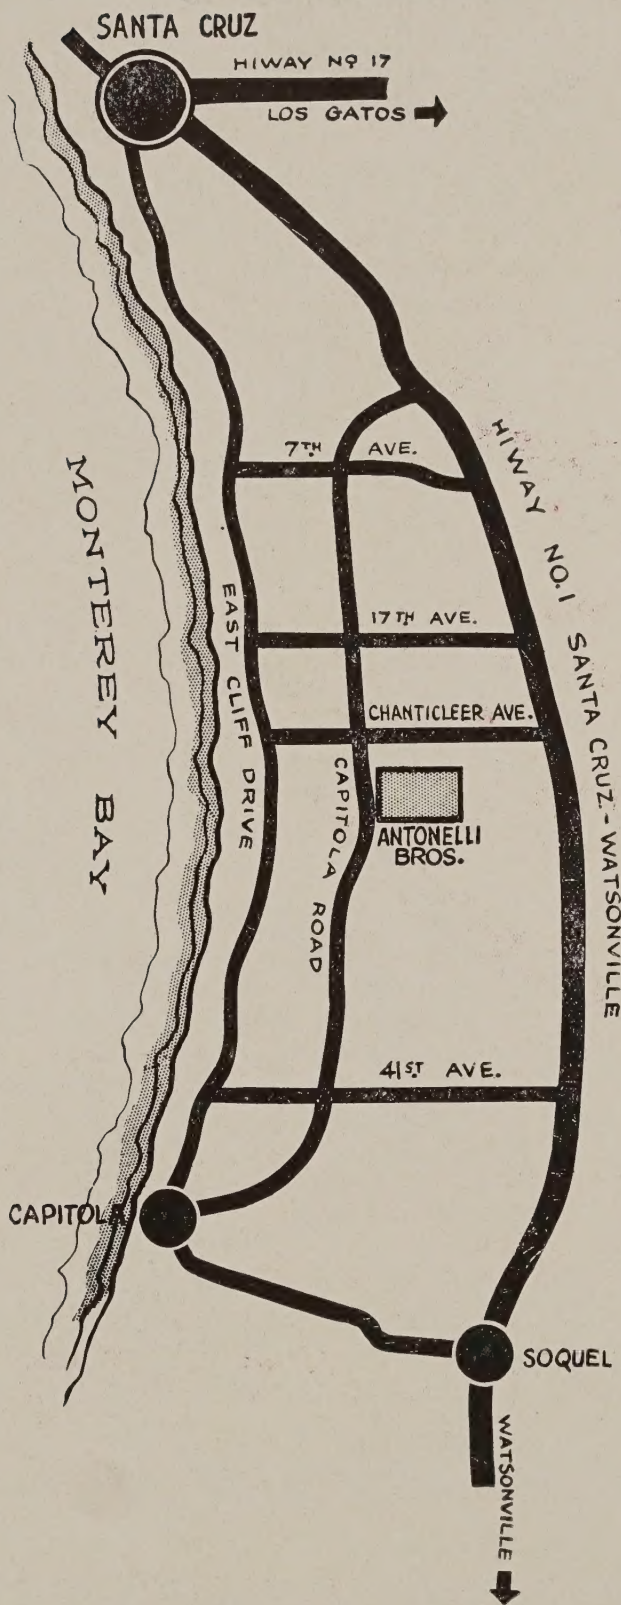 SANTA CRUZ
HIWAY Nº 17
LOS GATOS
7TH AVE.
HIWAY NO.1 SANTA CRUZ.-WATSONVILLE
MONTEREY BAY
EAST CLIFF DRIVE
17TH AVE.
CHANTICLEER AVE.
CAPITOLA ROAD
ANTONELLI
BROS.
41ST AVE.
CAPITOLA
SOQUEL
WATSONVILLE